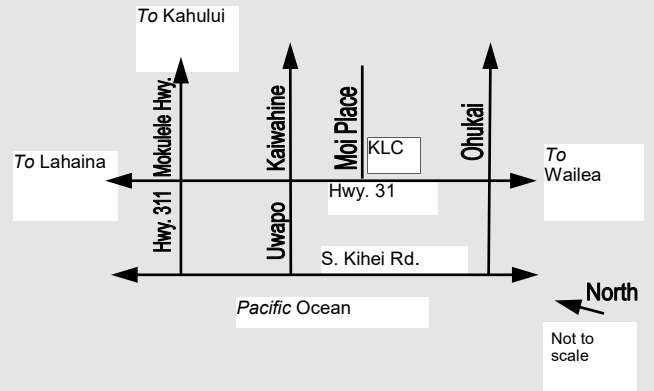 To Kahului
Hwy. 311 Mokulele Hwy.
Kaiwahine
Moi Place
KLC
Ohukai
To Lahaina
To
Wailea
Hwy. 31
Uwapo
S. Kihei Rd.
Pacific Ocean
North
Not to
scale